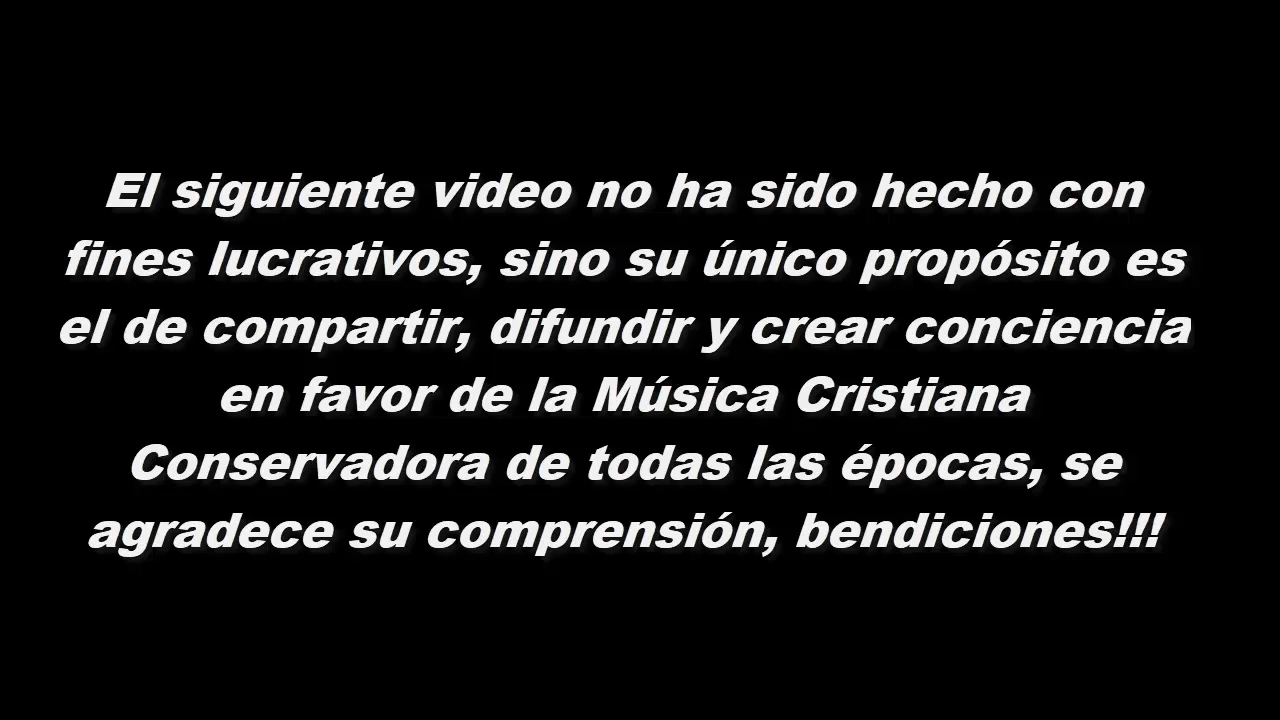 El siguiente video no ha sido hecho con
fines lucrativos, sino su único propósito es
el de compartir, difundir y crear conciencia
en favor de la Música Cristiana
Conservadora de todas las épocas, se
agradece su comprensión, bendiciones!!!